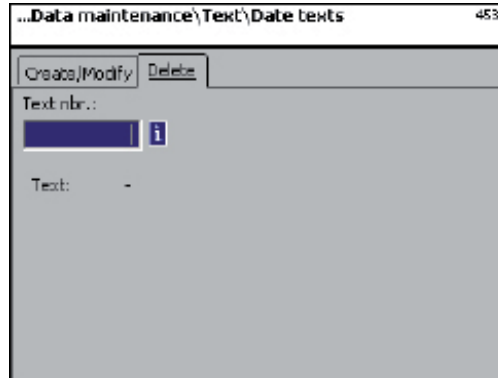 ...Data maintenance\Text\Date texts 453
Create/Modify Delete
Text nbr.:
i
Text: -